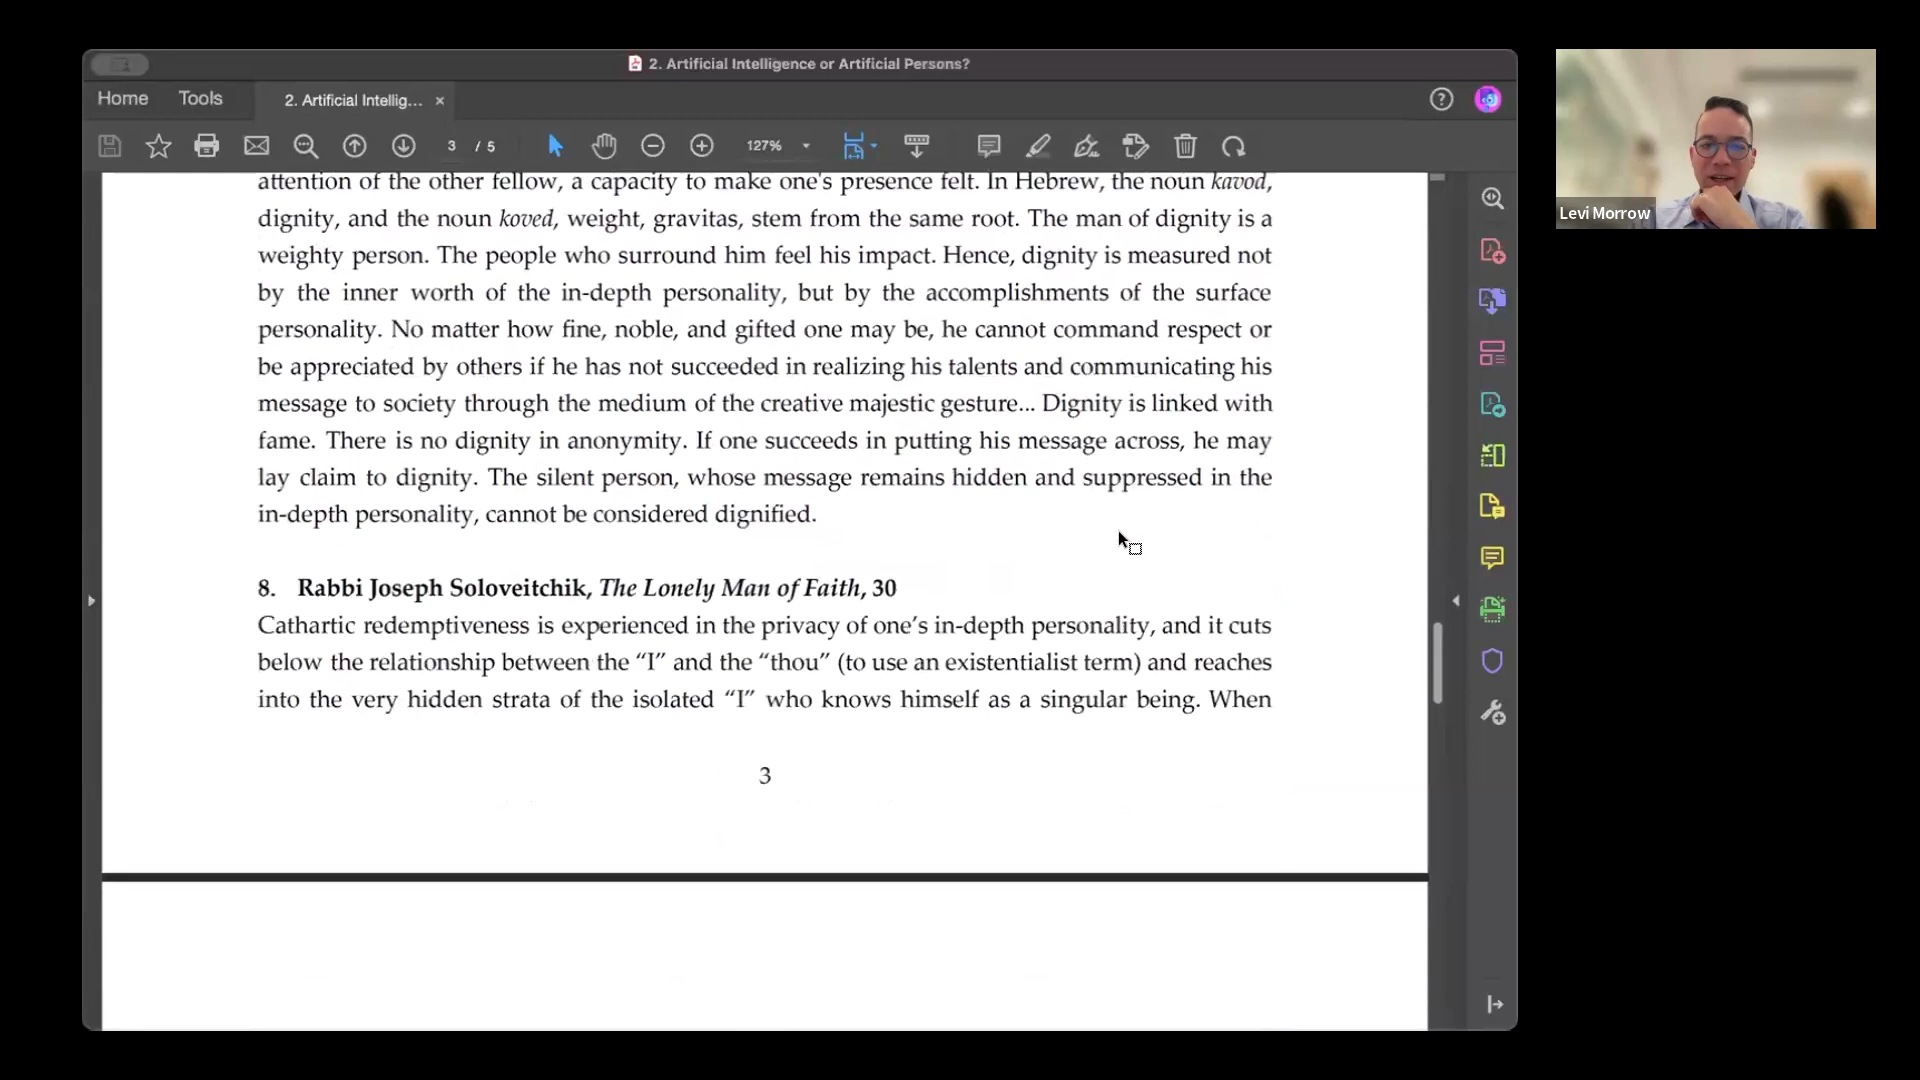 2. Artificial Intelligence or Artificial Persons?
Home Tools 2. Artificial Intellig... ×
3 / 5 127%
attention of the other fellow, a capacity to make one's presence felt. In Hebrew, the noun kavod,
dignity, and the noun koved, weight, gravitas, stem from the same root. The man of dignity is a
weighty person. The people who surround him feel his impact. Hence, dignity is measured not
by the inner worth of the in-depth personality, but by the accomplishments of the surface
personality. No matter how fine, noble, and gifted one may be, he cannot command respect or
be appreciated by others if he has not succeeded in realizing his talents and communicating his
message to society through the medium of the creative majestic gesture... Dignity is linked with
fame. There is no dignity in anonymity. If one succeeds in putting his message across, he may
lay claim to dignity. The silent person, whose message remains hidden and suppressed in the
in-depth personality, cannot be considered dignified.
8. Rabbi Joseph Soloveitchik, The Lonely Man of Faith, 30
Cathartic redemptiveness is experienced in the privacy of one’s in-depth personality, and it cuts
below the relationship between the “I” and the “thou” (to use an existentialist term) and reaches
into the very hidden strata of the isolated “I” who knows himself as a singular being. When
3
Levi Morrow